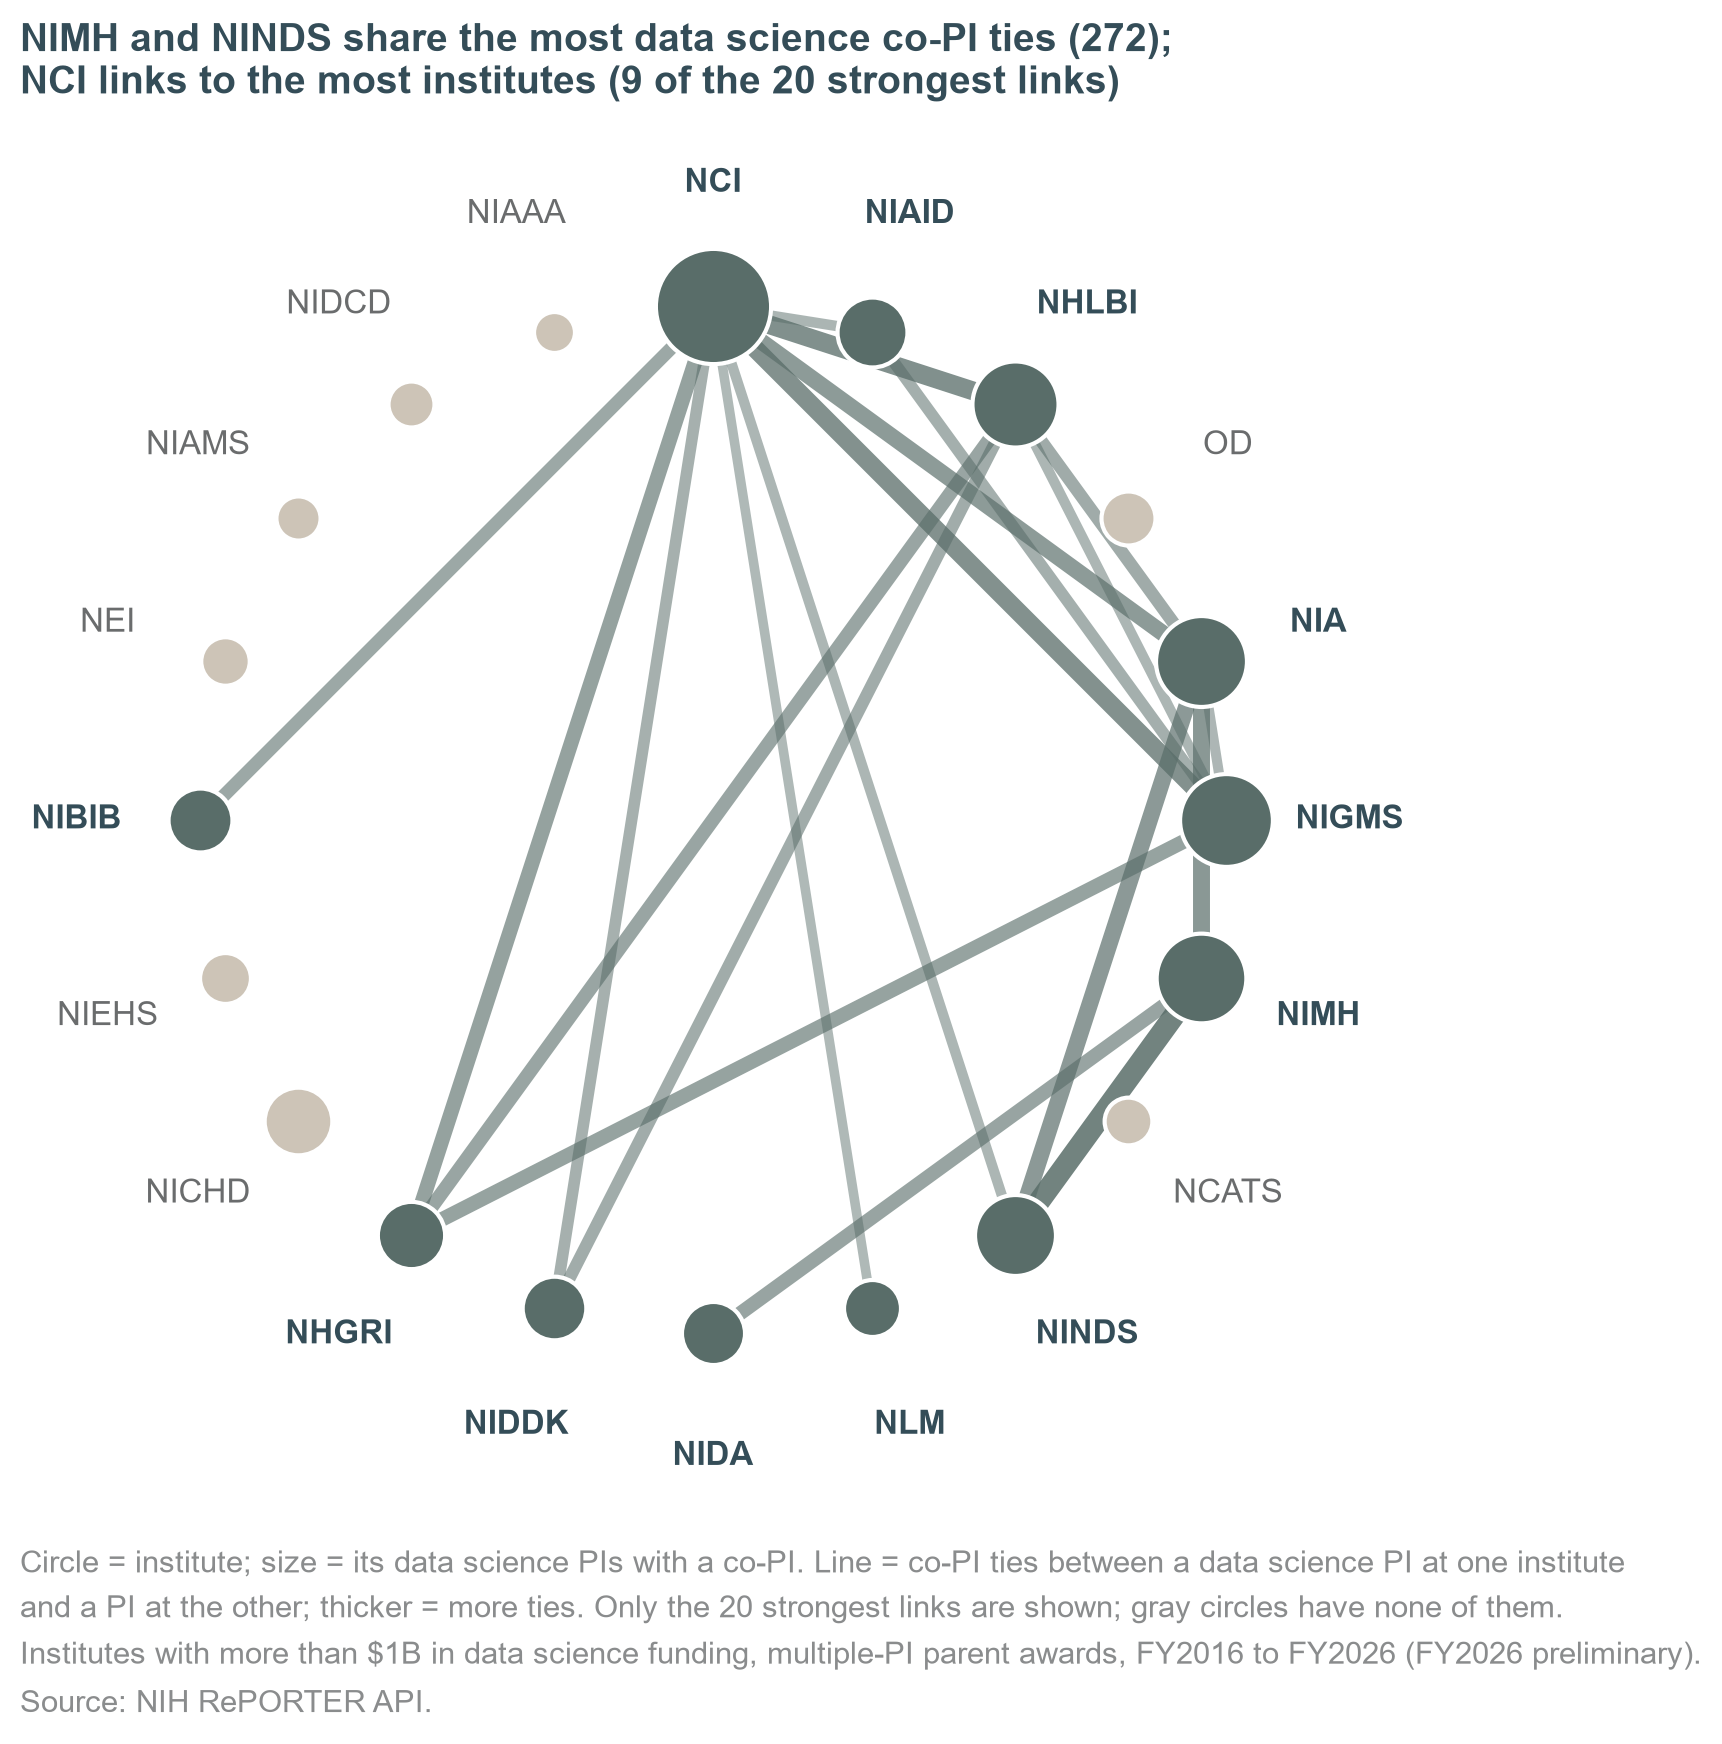 NIMH and NINDS share the most data science co-PI ties (272);
NCI links to the most institutes (9 of the 20 strongest links)
NCI
NIAAA
NIAID
NIDCD
NHLBI
NIAMS
OD
NEI
NIA
NIBIB
NIGMS
NIEHS
NIMH
NICHD
NCATS
NHGRI
NINDS
NIDDK
NLM
NIDA
Circle = institute; size = its data science PIs with a co-PI. Line = co-PI ties between a data science PI at one institute
and a PI at the other; thicker = more ties. Only the 20 strongest links are shown; gray circles have none of them.
Institutes with more than $1B in data science funding, multiple-PI parent awards, FY2016 to FY2026 (FY2026 preliminary).
Source: NIH RePORTER API.